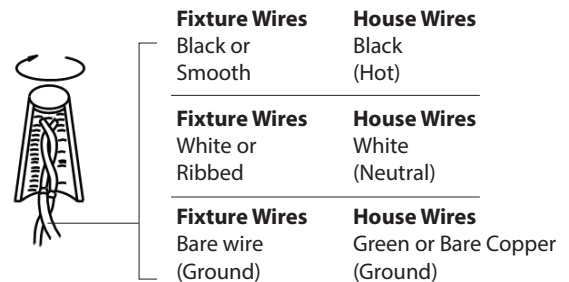 Fixture Wires House Wires
Black or Black
Smooth (Hot)
Fixture Wires House Wires
White or White
Ribbed (Neutral)
Fixture Wires House Wires
Bare wire Green or Bare Copper
(Ground) (Ground)